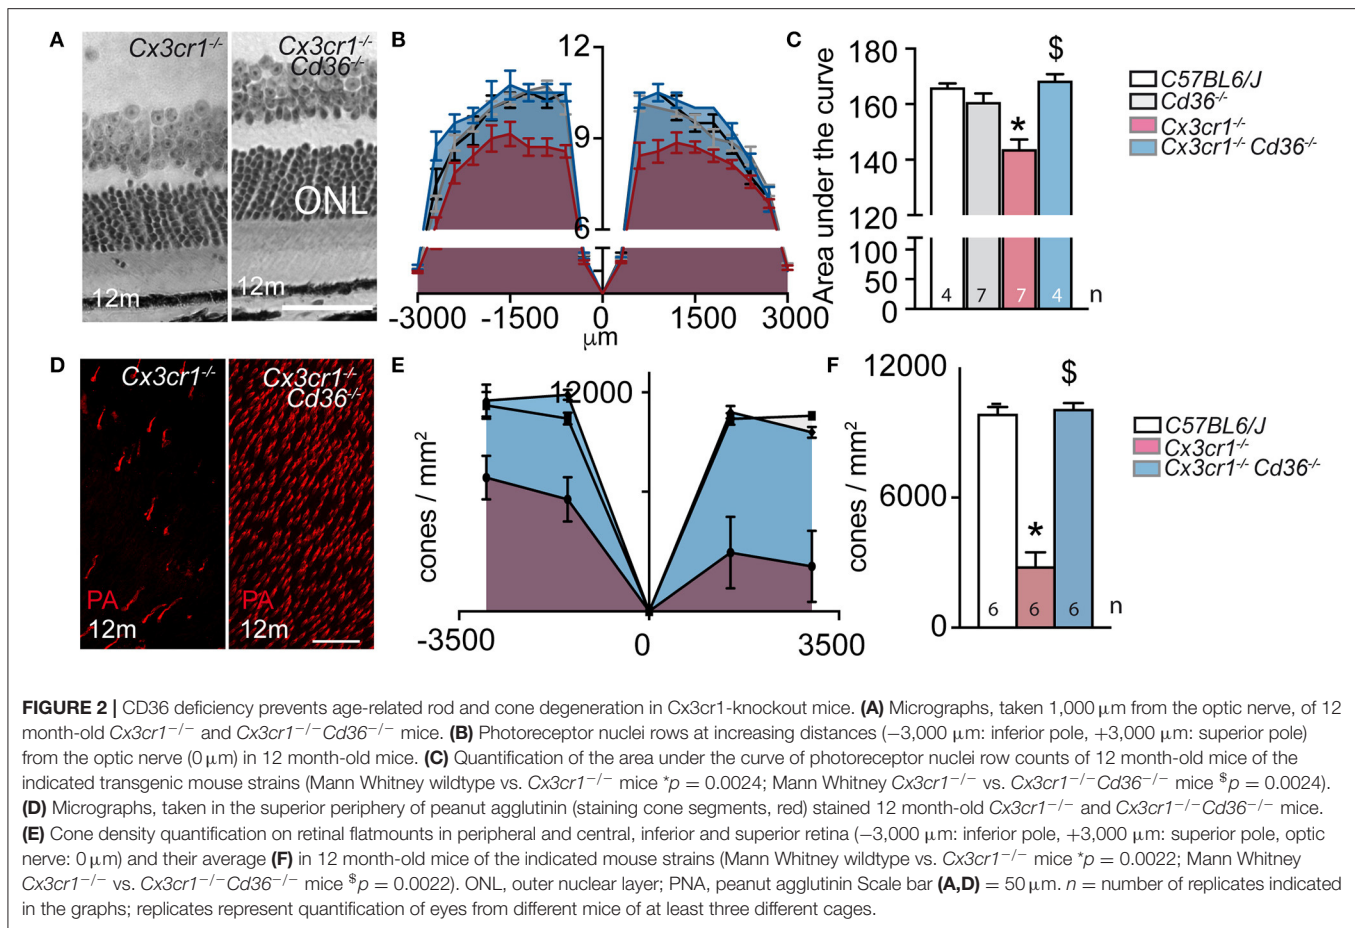 A
Cx3cr1-/-
12m
Cx3cr1-/-
Cd36-/-
ONL
12m
B
12
9
6
-3000
-1500
0
1500
3000
μm
C
Area under the curve
180
160
140
120
100
50
0
*
$
4
7
7
4
n
C57BL6/J
Cd36-/-
Cx3cr1-/-
Cx3cr1-/- Cd36-/-
D
Cx3cr1-/-
PA
12m
Cx3cr1-/-
Cd36-/-
PA
12m
E
cones / mm²
12000
-3500
0
3500
F
cones / mm²
12000
6000
0
*
$
6
6
6
n
C57BL6/J
Cx3cr1-/-
Cx3cr1-/- Cd36-/-
FIGURE 2 | CD36 deficiency prevents age-related rod and cone degeneration in Cx3cr1-knockout mice. (A) Micrographs, taken 1,000 μm from the optic nerve, of 12
month-old Cx3cr1−/− and Cx3cr1−/−Cd36−/− mice. (B) Photoreceptor nuclei rows at increasing distances (−3,000 μm: inferior pole, +3,000 μm: superior pole)
from the optic nerve (0 μm) in 12 month-old mice. (C) Quantification of the area under the curve of photoreceptor nuclei row counts of 12 month-old mice of the
indicated transgenic mouse strains (Mann Whitney wildtype vs. Cx3cr1−/− mice *p = 0.0024; Mann Whitney Cx3cr1−/− vs. Cx3cr1−/−Cd36−/− mice $p = 0.0024).
(D) Micrographs, taken in the superior periphery of peanut agglutinin (staining cone segments, red) stained 12 month-old Cx3cr1−/− and Cx3cr1−/−Cd36−/− mice.
(E) Cone density quantification on retinal flatmounts in peripheral and central, inferior and superior retina (−3,000 μm: inferior pole, +3,000 μm: superior pole, optic
nerve: 0 μm) and their average (F) in 12 month-old mice of the indicated mouse strains (Mann Whitney wildtype vs. Cx3cr1−/− mice *p = 0.0022; Mann Whitney
Cx3cr1−/− vs. Cx3cr1−/−Cd36−/− mice $p = 0.0022). ONL, outer nuclear layer; PNA, peanut agglutinin Scale bar (A,D) = 50 μm. n = number of replicates indicated
in the graphs; replicates represent quantification of eyes from different mice of at least three different cages.